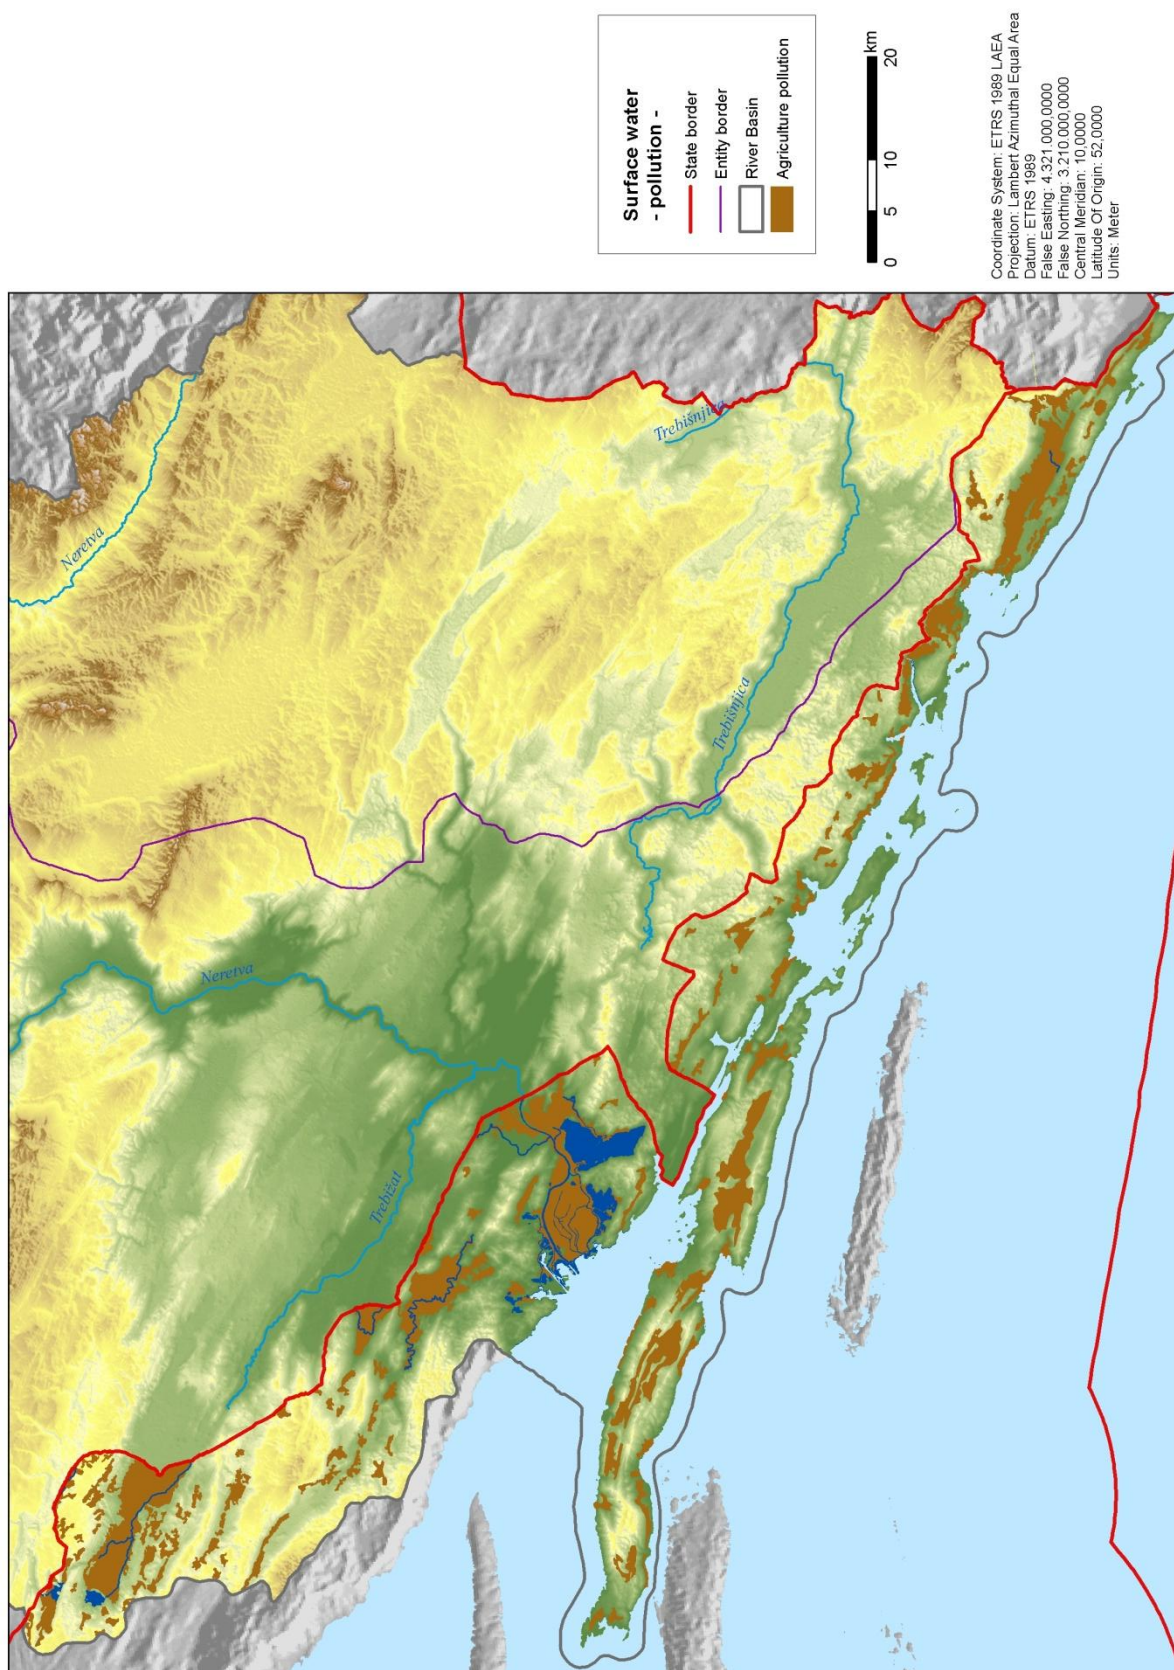 Neretva
Trebišnjica
Neretva
Trebižat
Trebišnjica
Surface water
- pollution -
State border
Entity border
River Basin
Agriculture pollution
0 5 10 20 km
Coordinate System: ETRS 1989 LAEA
Projection: Lambert Azimuthal Equal Area
Datum: ETRS 1989
False Easting: 4.321.000,0000
False Northing: 3.210.000,0000
Central Meridian: 10,0000
Latitude Of Origin: 52,0000
Units: Meter